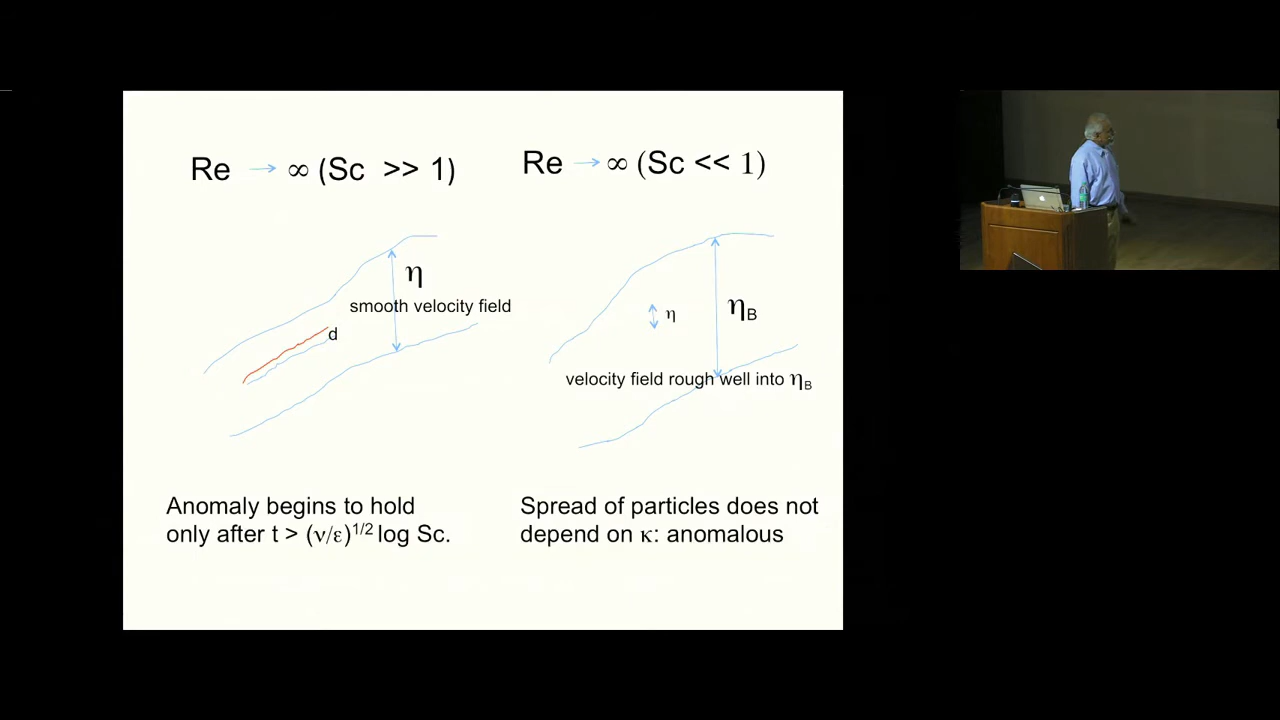 Re → ∞ (Sc >> 1)
η
smooth velocity field
d
Anomaly begins to hold
only after t > (ν/ε)^1/2 log Sc.
Re → ∞ (Sc << 1)
η
η_B
velocity field rough well into η_B
Spread of particles does not
depend on κ: anomalous